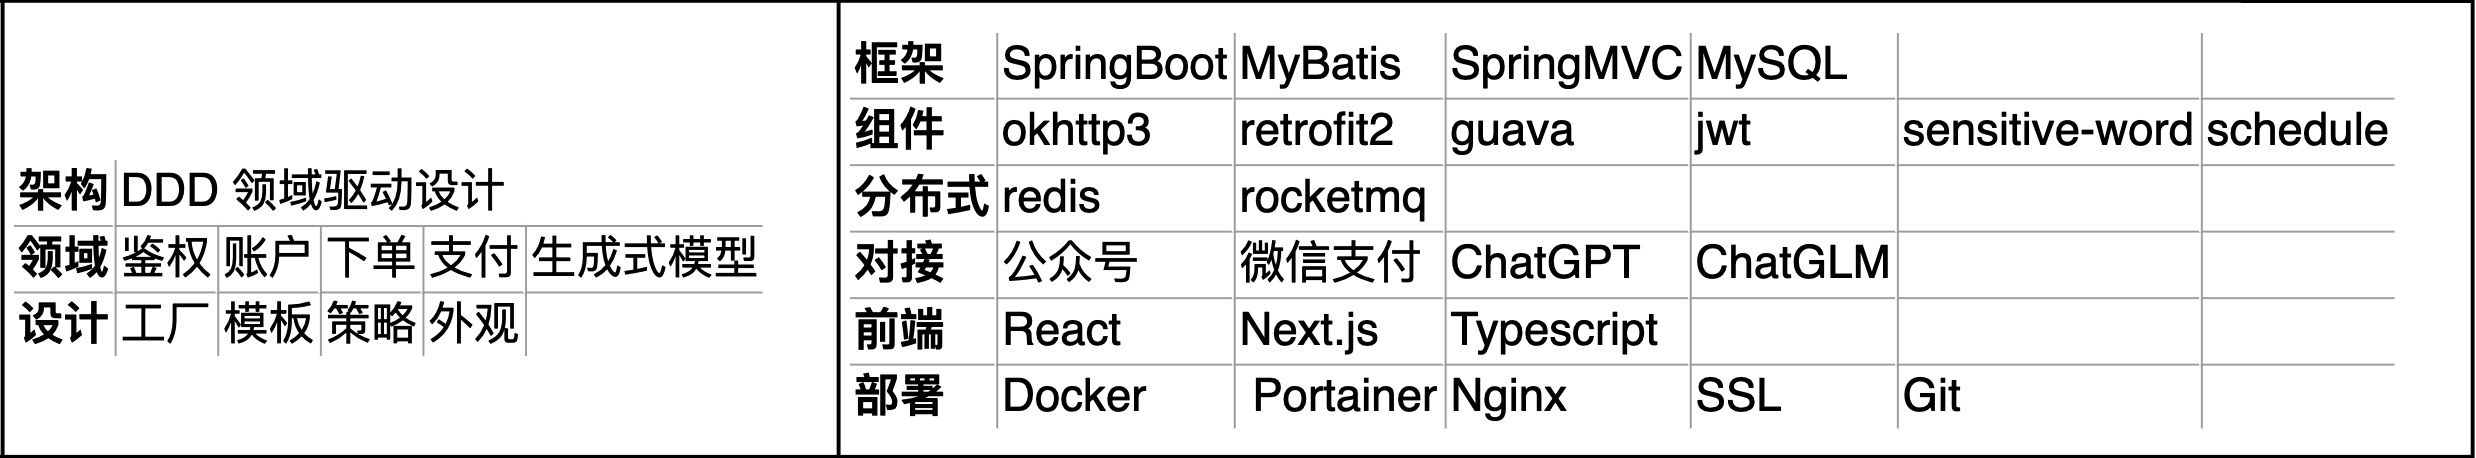 架构 DDD 领域驱动设计
领域 鉴权 账户 下单 支付 生成式模型
设计 工厂 模板 策略 外观
框架 SpringBoot MyBatis SpringMVC MySQL
组件 okhttp3 retrofit2 guava jwt sensitive-word schedule
分布式 redis rocketmq
对接 公众号 微信支付 ChatGPT ChatGLM
前端 React Next.js Typescript
部署 Docker Portainer Nginx SSL Git